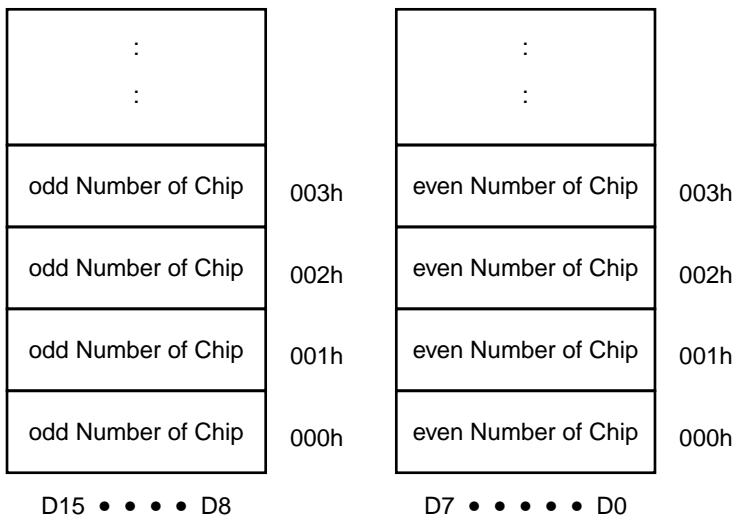 :
:
:
:
odd Number of Chip 003h even Number of Chip 003h
odd Number of Chip 002h even Number of Chip 002h
odd Number of Chip 001h even Number of Chip 001h
odd Number of Chip 000h even Number of Chip 000h
D15 ● ● ● ● D8 D7 ● ● ● ● ● D0